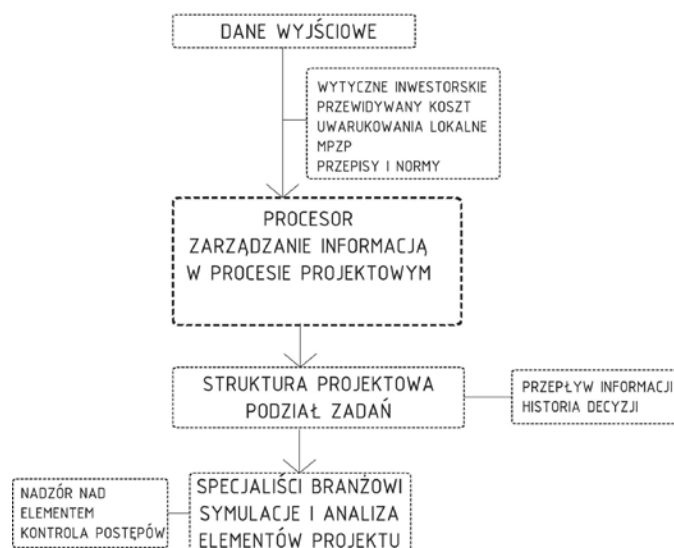 DANE WYJŚCIOWE
WYTYCZNE INWESTORSKIE
PRZEWIDYWANY KOSZT
UWARUKOWANIA LOKALNE
MPZP
PRZEPISY I NORMY
PROCESOR
ZARZĄDZANIE INFORMACJĄ
W PROCESIE PROJEKTOWYM
STRUKTURA PROJEKTOWA
PODZIAŁ ZADAŃ
PRZEPŁYW INFORMACJI
HISTORIA DECYZJI
NADZÓR NAD
ELEMENTEM
KONTROLA POSTĘPÓW
SPECJALIŚCI BRANŻOWI
SYMULACJE I ANALIZA
ELEMENTÓW PROJEKTU